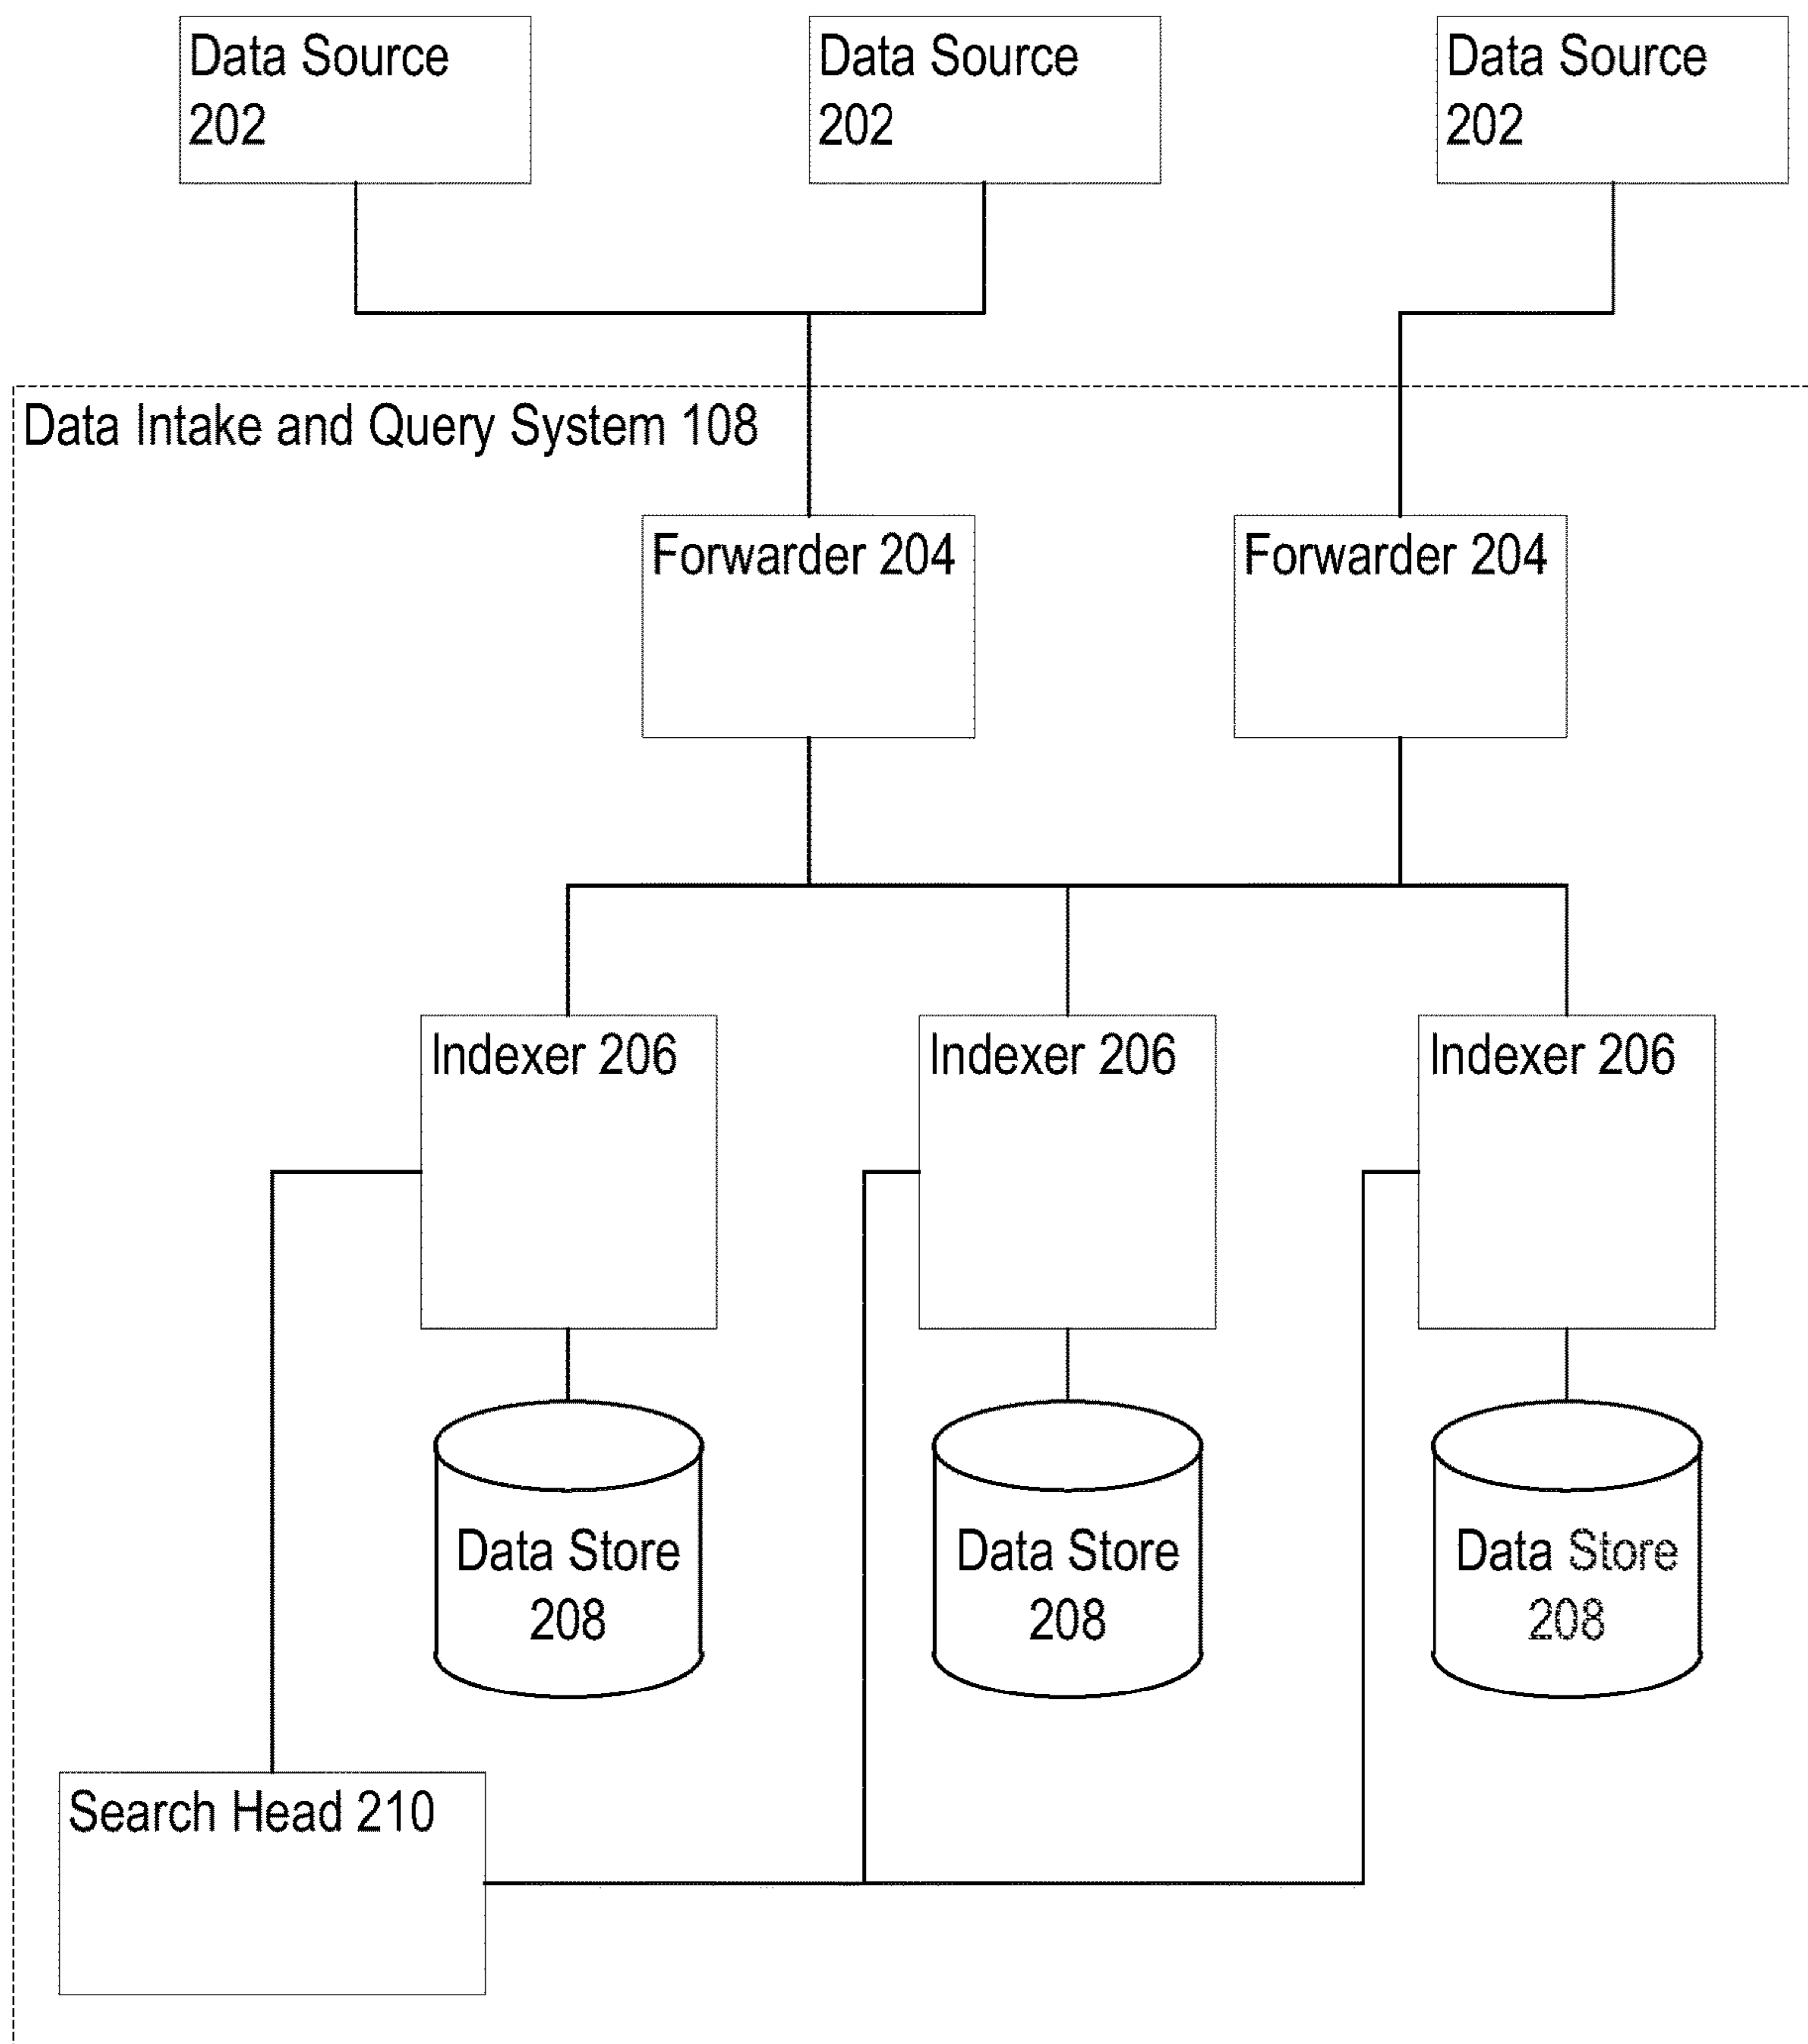 Data Source
202
Data Source
202
Data Source
202
Data Intake and Query System 108
Forwarder 204
Forwarder 204
Indexer 206
Indexer 206
Indexer 206
Data Store
208
Data Store
208
Data Store
208
Search Head 210